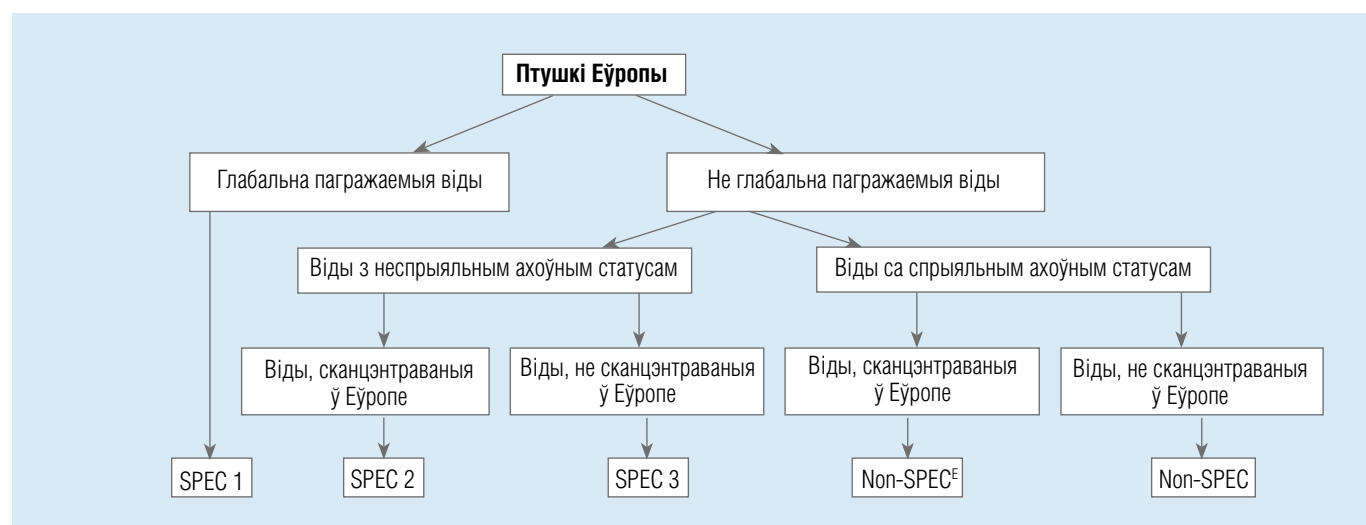 Птушкі Еўропы
Глабальна пагражаемыя віды
Не глабальна пагражаемыя віды
Віды з неспрыяльным ахоўным статусам
Віды са спрыяльным ахоўным статусам
Віды, сканцэнтраваныя
ў Еўропе
Віды, не сканцэнтраваныя
ў Еўропе
Віды, сканцэнтраваныя
ў Еўропе
Віды, не сканцэнтраваныя
ў Еўропе
SPEC 1
SPEC 2
SPEC 3
Non-SPECᴱ
Non-SPEC